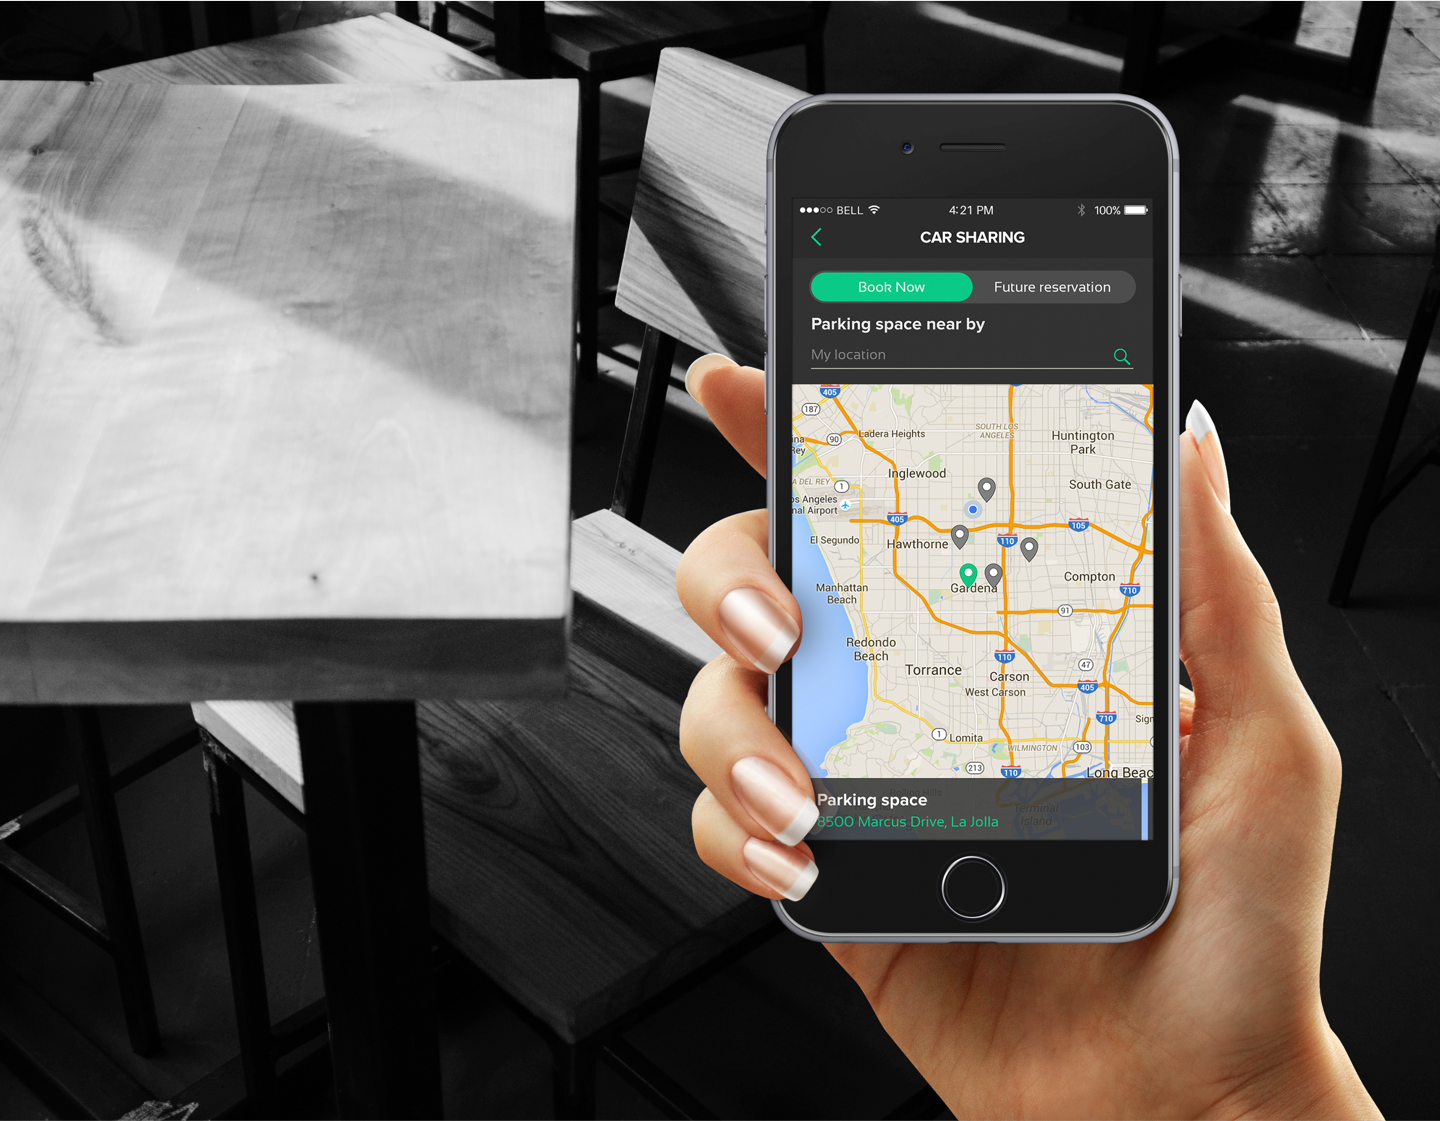 BELL
4:21 PM
100%
CAR SHARING
Book Now
Future reservation
Parking space near by
My location
405
187
90
Ladera Heights
SOUTH LOS
ANGELES
Huntington
Park
Inglewood
South Gate
1
405
105
El Segundo
Hawthorne
110
Manhattan
Beach
Gardena
Compton
710
91
Redondo
Beach
110
Torrance
Carson
47
West Carson
405
710
1
Lomita
WILMINGTON
103
213
110
Long Beac
Parking space
8500 Marcus Drive, La Jolla
Terminal
Island